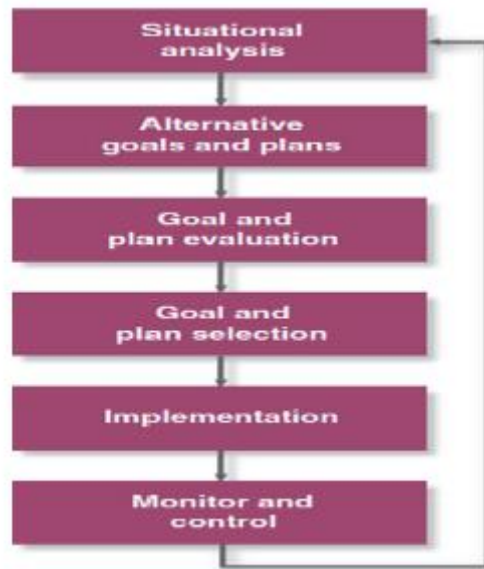 Situational
analysis
Alternative
goals and plans
Goal and
plan evaluation
Goal and
plan selection
Implementation
Monitor and
control